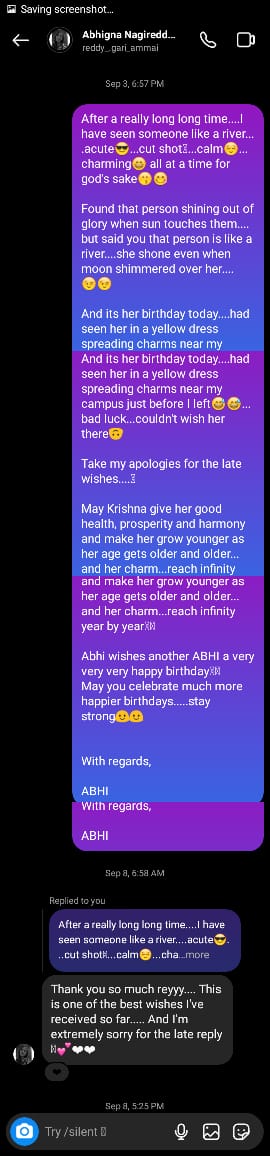 Saving screenshot...
Abhigna Nagiredd...
reddy_.gari_ammai
Sep 3, 6:57 PM
After a really long long time....I
have seen someone like a river...
.acute😎...cut shot...calm😌...
charming😄 all at a time for
god's sake😗😋
Found that person shining out of
glory when sun touches them....
but said you that person is like a
river....she shone even when
moon shimmered over her....
😉😉
And its her birthday today....had
seen her in a yellow dress
spreading charms near my
And its her birthday today....had
seen her in a yellow dress
spreading charms near my
campus just before I left😅😅...
bad luck...couldn't wish her
there🙃
Take my apologies for the late
wishes....
May Krishna give her good
health, prosperity and harmony
and make her grow younger as
her age gets older and older...
and her charm...reach infinity
and make her grow younger as
her age gets older and older...
and her charm...reach infinity
year by year
Abhi wishes another ABHI a very
very very happy birthday
May you celebrate much more
happier birthdays.....stay
strong😊😊
With regards,
ABHI
With regards,
ABHI
Sep 8, 6:58 AM
Replied to you
After a really long long time....I have
seen someone like a river....acute😎.
..cut shot...calm😌...cha...more
Thank you so much reyyy.... This
is one of the best wishes I've
received so far..... And I'm
extremely sorry for the late reply
💕❤❤
❤
Sep 8, 5:25 PM
Try /silent